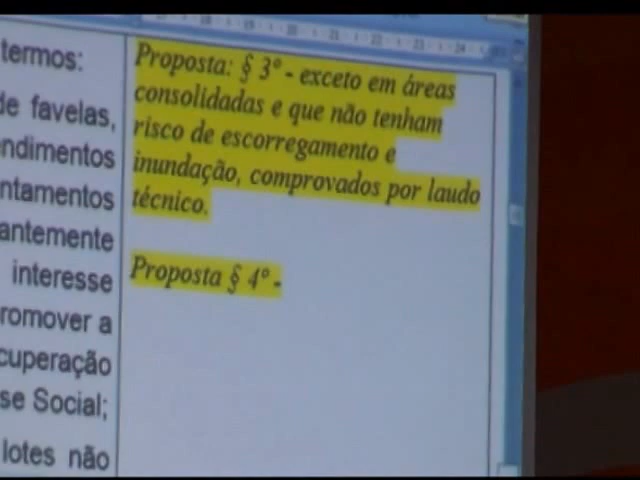 termos:
de favelas,
ndimentos
ntamentos
antemente
interesse
romover a
cuperação
se Social;
lotes não
Proposta: § 3º - exceto em áreas
consolidadas e que não tenham
risco de escorregamento e
inundação, comprovados por laudo
técnico.
Proposta § 4º -